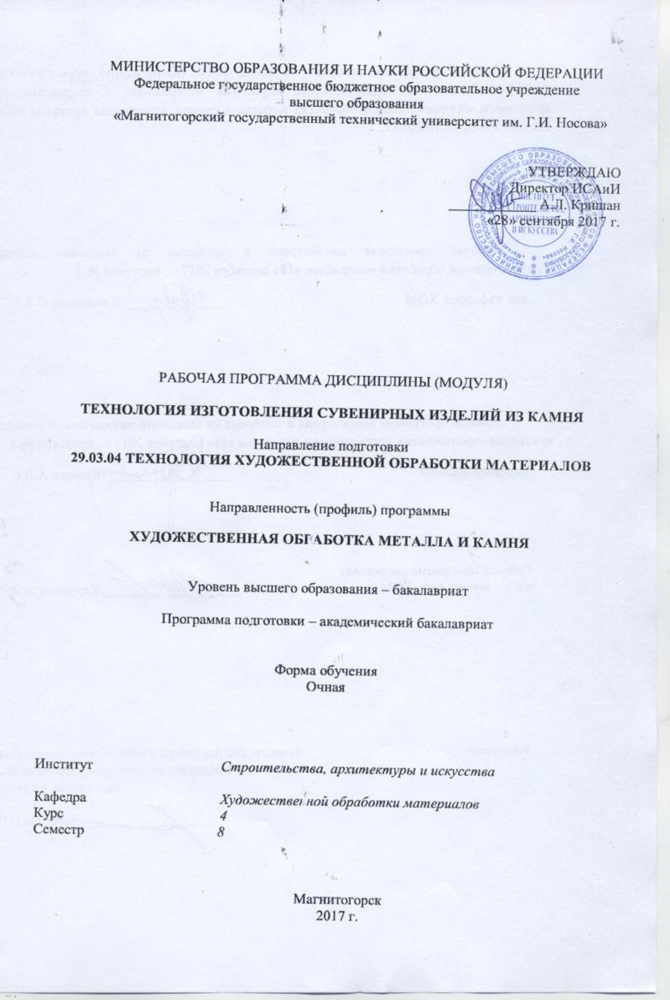 МИНИСТЕРСТВО ОБРАЗОВАНИЯ И НАУКИ РОССИЙСКОЙ ФЕДЕРАЦИИ
Федеральное государственное бюджетное образовательное учреждение
высшего образования
«Магнитогорский государственный технический университет им. Г.И. Носова»
УТВЕРЖДАЮ
Директор ИСАиИ
А.Л. Кришан
«28» сентября 2017 г.
ИНСТИТУТ
СТРОИТЕЛЬСТВА,
АРХИТЕКТУРЫ
И ИСКУССТВА
РАБОЧАЯ ПРОГРАММА ДИСЦИПЛИНЫ (МОДУЛЯ)
ТЕХНОЛОГИЯ ИЗГОТОВЛЕНИЯ СУВЕНИРНЫХ ИЗДЕЛИЙ ИЗ КАМНЯ
Направление подготовки
29.03.04 ТЕХНОЛОГИЯ ХУДОЖЕСТВЕННОЙ ОБРАБОТКИ МАТЕРИАЛОВ
Направленность (профиль) программы
ХУДОЖЕСТВЕННАЯ ОБРАБОТКА МЕТАЛЛА И КАМНЯ
Уровень высшего образования – бакалавриат
Программа подготовки – академический бакалавриат
Форма обучения
Очная
Институт Строительства, архитектуры и искусства
Кафедра Художественной обработки материалов
Курс 4
Семестр 8
Магнитогорск
2017 г.